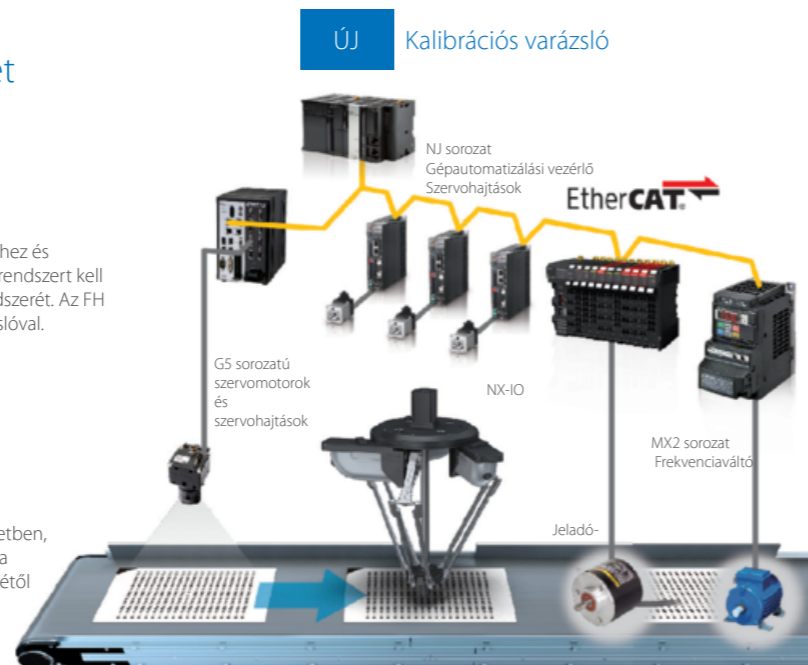 ÚJ
Kalibrációs varázsló
et
NJ sorozat
Gépautomatizálási vezérlő
Szervohajtások
EtherCAT®
hez és
rendszert kell
dszerét. Az FH
slóval.
G5 sorozatú
szervomotorok
és
szervohajtások
NX-IO
MX2 sorozat
Frekvenciaváltó
Jeladó-
etben,
a
étől